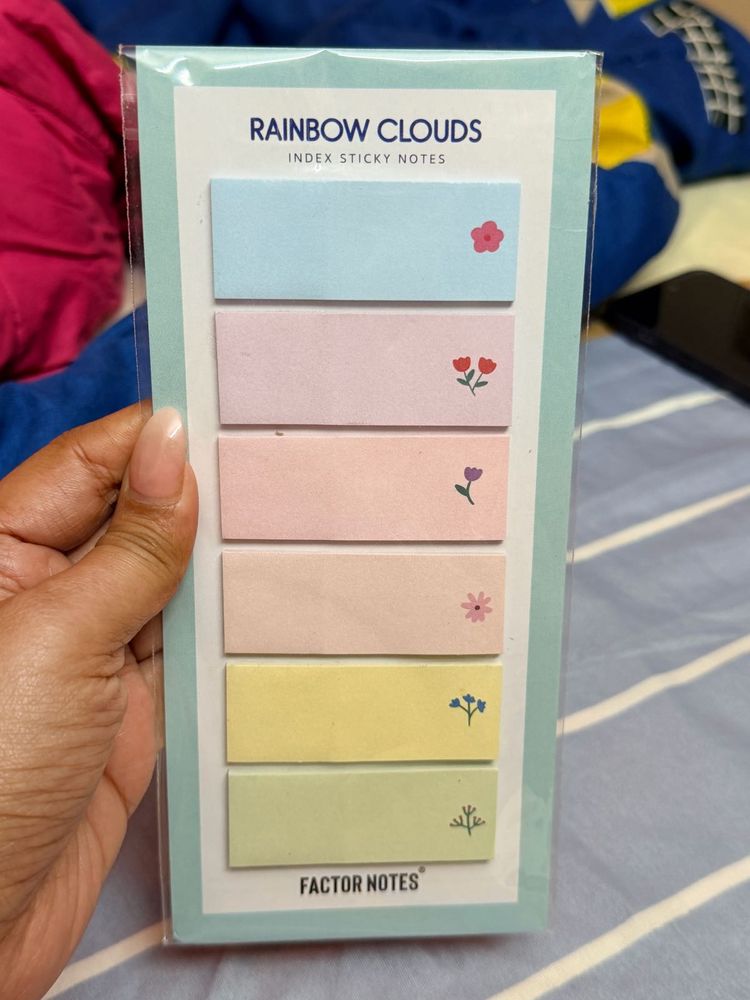 RAINBOW CLOUDS
INDEX STICKY NOTES
FACTOR NOTES®